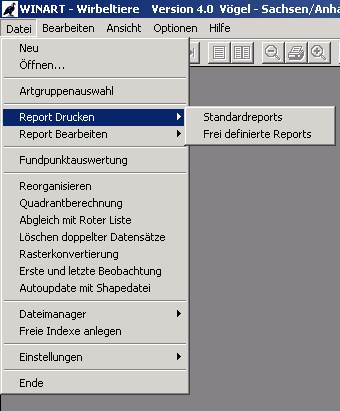 WINART - Wirbeltiere Version 4.0 Vögel - Sachsen/Anha
Datei Bearbeiten Ansicht Optionen Hilfe
Neu
Öffnen...
Artgruppenauswahl
Report Drucken
Standardreports
Report Bearbeiten
Frei definierte Reports
Fundpunktauswertung
Reorganisieren
Quadrantberechnung
Abgleich mit Roter Liste
Löschen doppelter Datensätze
Rasterkonvertierung
Erste und letzte Beobachtung
Autoupdate mit Shapedatei
Dateimanager
Freie Indexe anlegen
Einstellungen
Ende